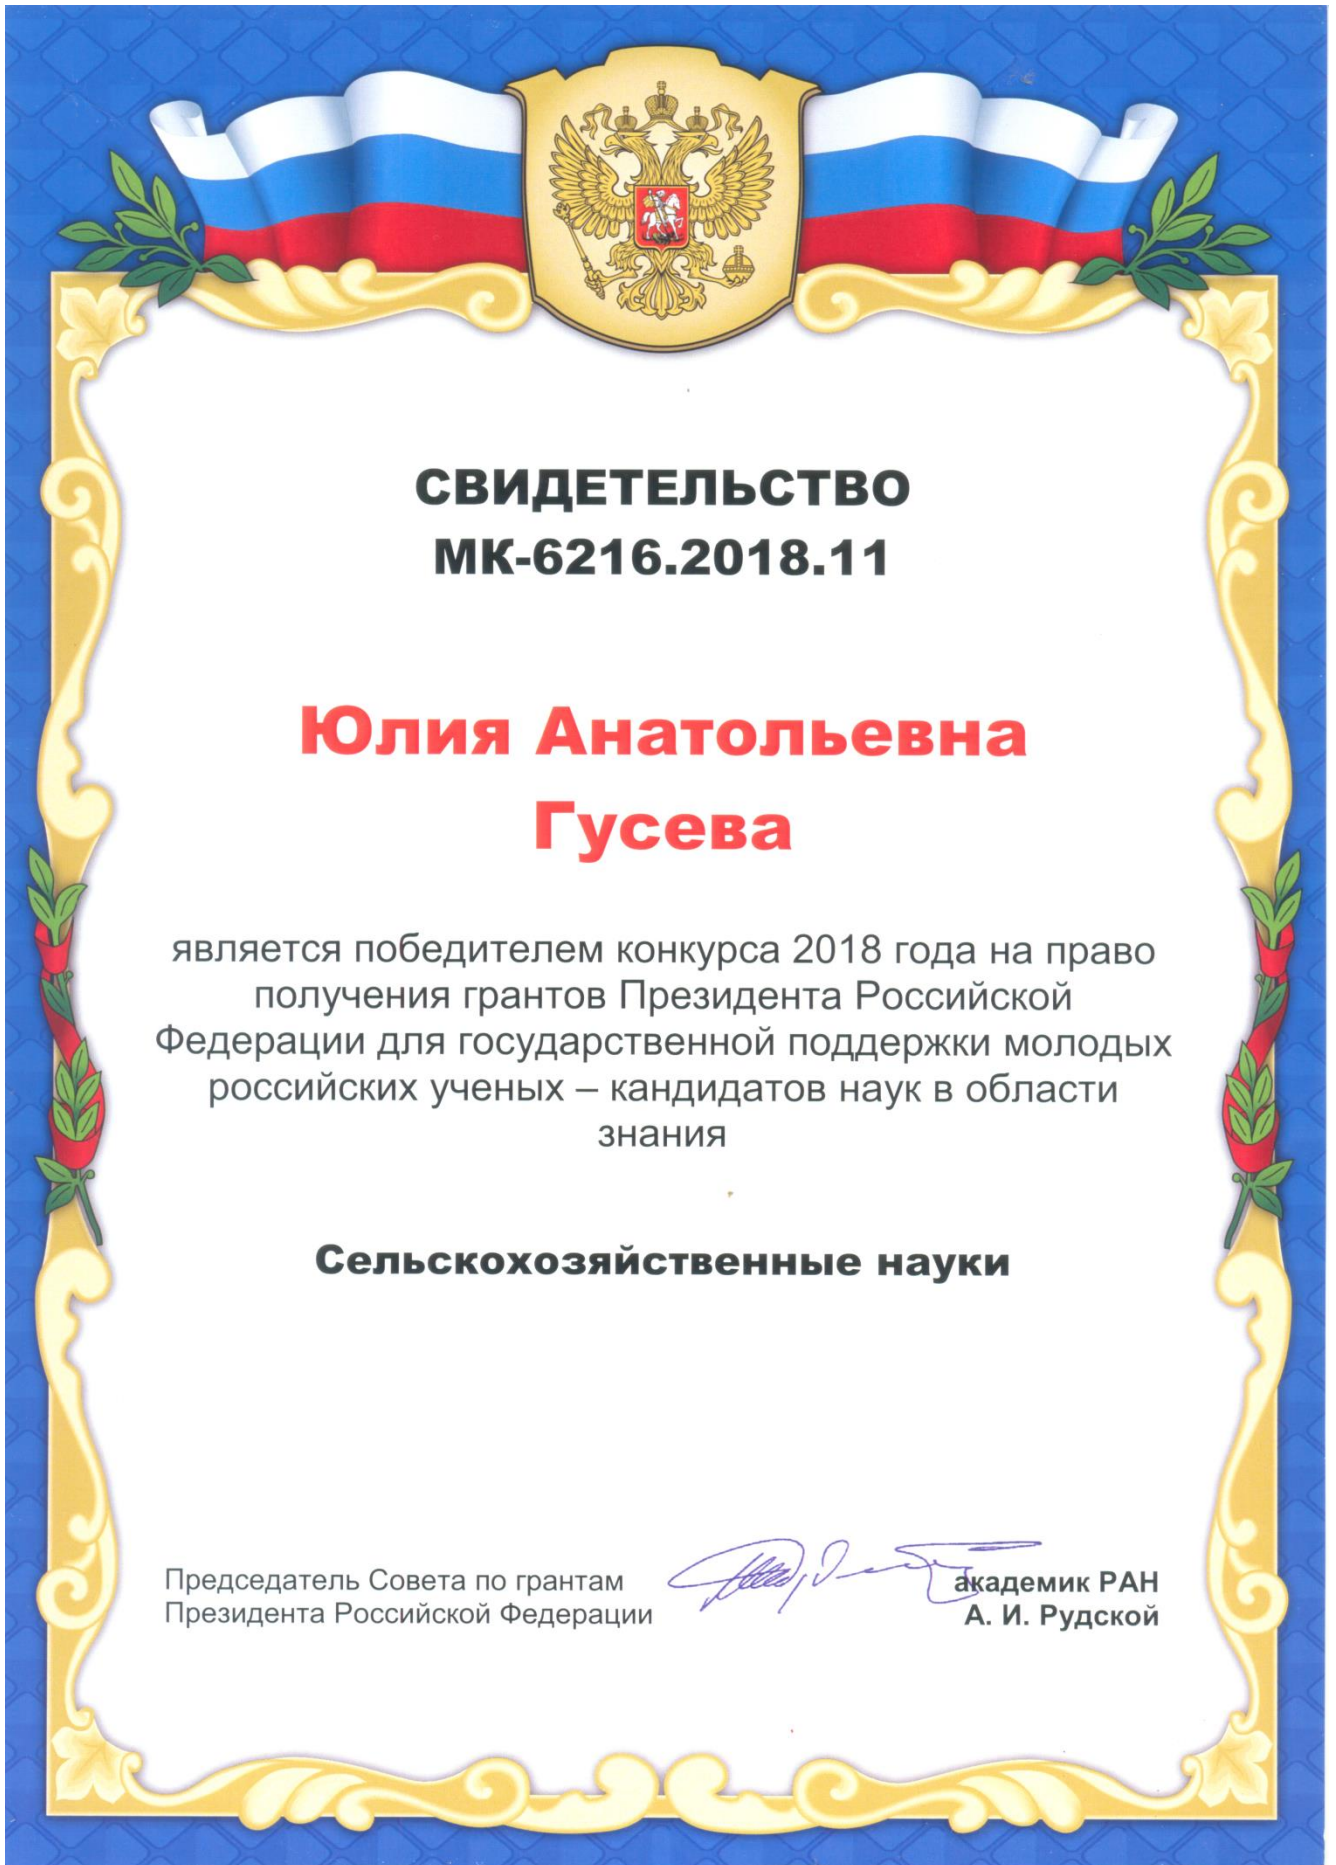 СВИДЕТЕЛЬСТВО
МК-6216.2018.11
Юлия Анатольевна
Гусева
является победителем конкурса 2018 года на право
получения грантов Президента Российской
Федерации для государственной поддержки молодых
российских ученых – кандидатов наук в области
знания
Сельскохозяйственные науки
Председатель Совета по грантам
Президента Российской Федерации
академик РАН
А. И. Рудской